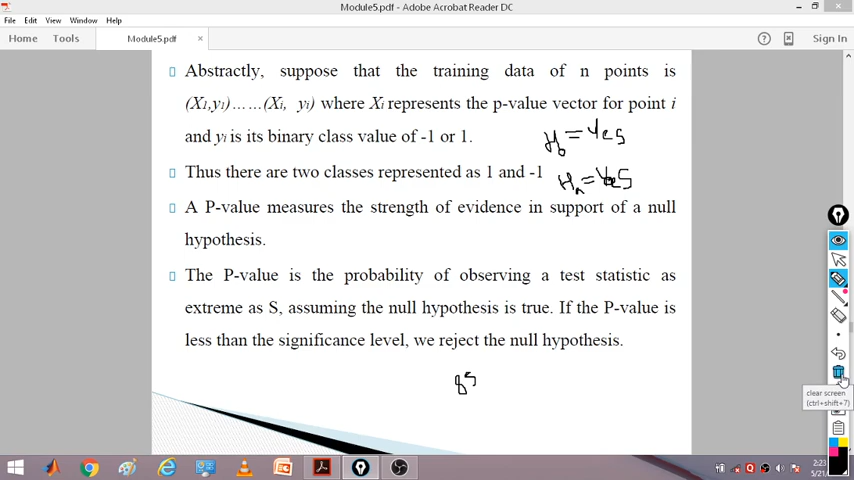 Module5.pdf - Adobe Acrobat Reader DC
File Edit View Window Help
Home Tools Module5.pdf × Sign In
Abstractly, suppose that the training data of n points is
(X1,y1)……(Xi, yi) where Xi represents the p-value vector for point i
and yi is its binary class value of -1 or 1.
H0 = Yes
Thus there are two classes represented as 1 and -1
Ha = Yes
A P-value measures the strength of evidence in support of a null
hypothesis.
The P-value is the probability of observing a test statistic as
extreme as S, assuming the null hypothesis is true. If the P-value is
less than the significance level, we reject the null hypothesis.
85
clear screen
(ctrl+shift+7)